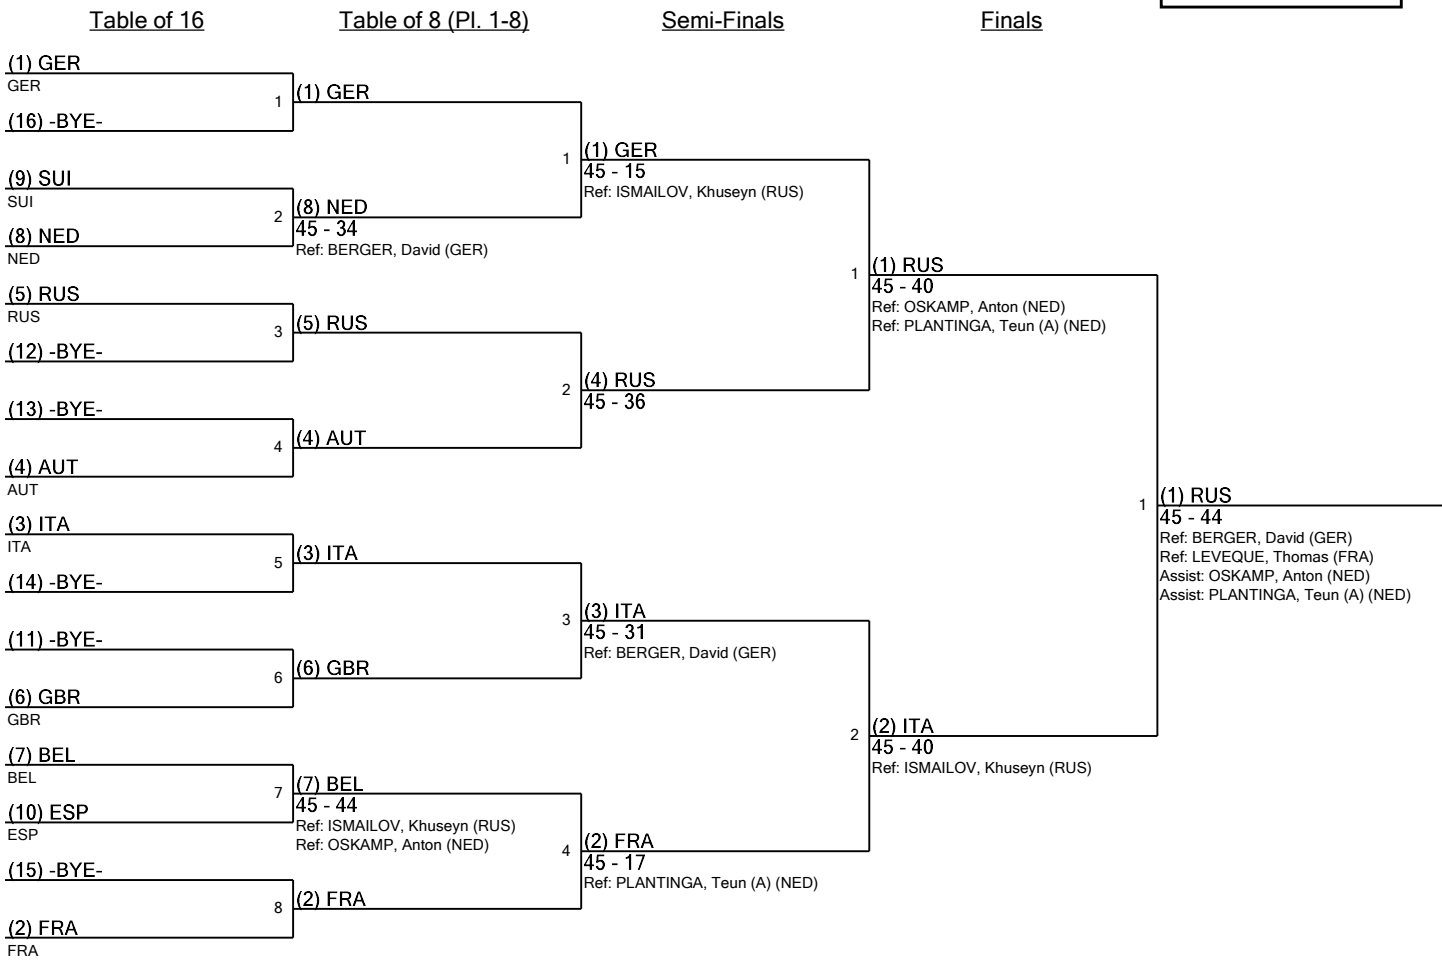 Table of 16
Table of 8 (Pl. 1-8)
Semi-Finals
Finals
(1) GER
GER
1
(16) -BYE-
(9) SUI
SUI
2
(8) NED
NED
(5) RUS
RUS
3
(12) -BYE-
(13) -BYE-
4
(4) AUT
AUT
(3) ITA
ITA
5
(14) -BYE-
(11) -BYE-
6
(6) GBR
GBR
(7) BEL
BEL
7
(10) ESP
ESP
(15) -BYE-
8
(2) FRA
FRA
(1) GER
1
(8) NED
45 - 34
Ref: BERGER, David (GER)
(5) RUS
2
(4) AUT
(3) ITA
3
(6) GBR
(7) BEL
45 - 44
Ref: ISMAILOV, Khuseyn (RUS)
Ref: OSKAMP, Anton (NED)
4
(2) FRA
(1) GER
45 - 15
Ref: ISMAILOV, Khuseyn (RUS)
1
(4) RUS
45 - 36
(3) ITA
45 - 31
Ref: BERGER, David (GER)
2
(2) FRA
45 - 17
Ref: PLANTINGA, Teun (A) (NED)
(1) RUS
45 - 40
Ref: OSKAMP, Anton (NED)
Ref: PLANTINGA, Teun (A) (NED)
1
(2) ITA
45 - 40
Ref: ISMAILOV, Khuseyn (RUS)
(1) RUS
45 - 44
Ref: BERGER, David (GER)
Ref: LEVEQUE, Thomas (FRA)
Assist: OSKAMP, Anton (NED)
Assist: PLANTINGA, Teun (A) (NED)